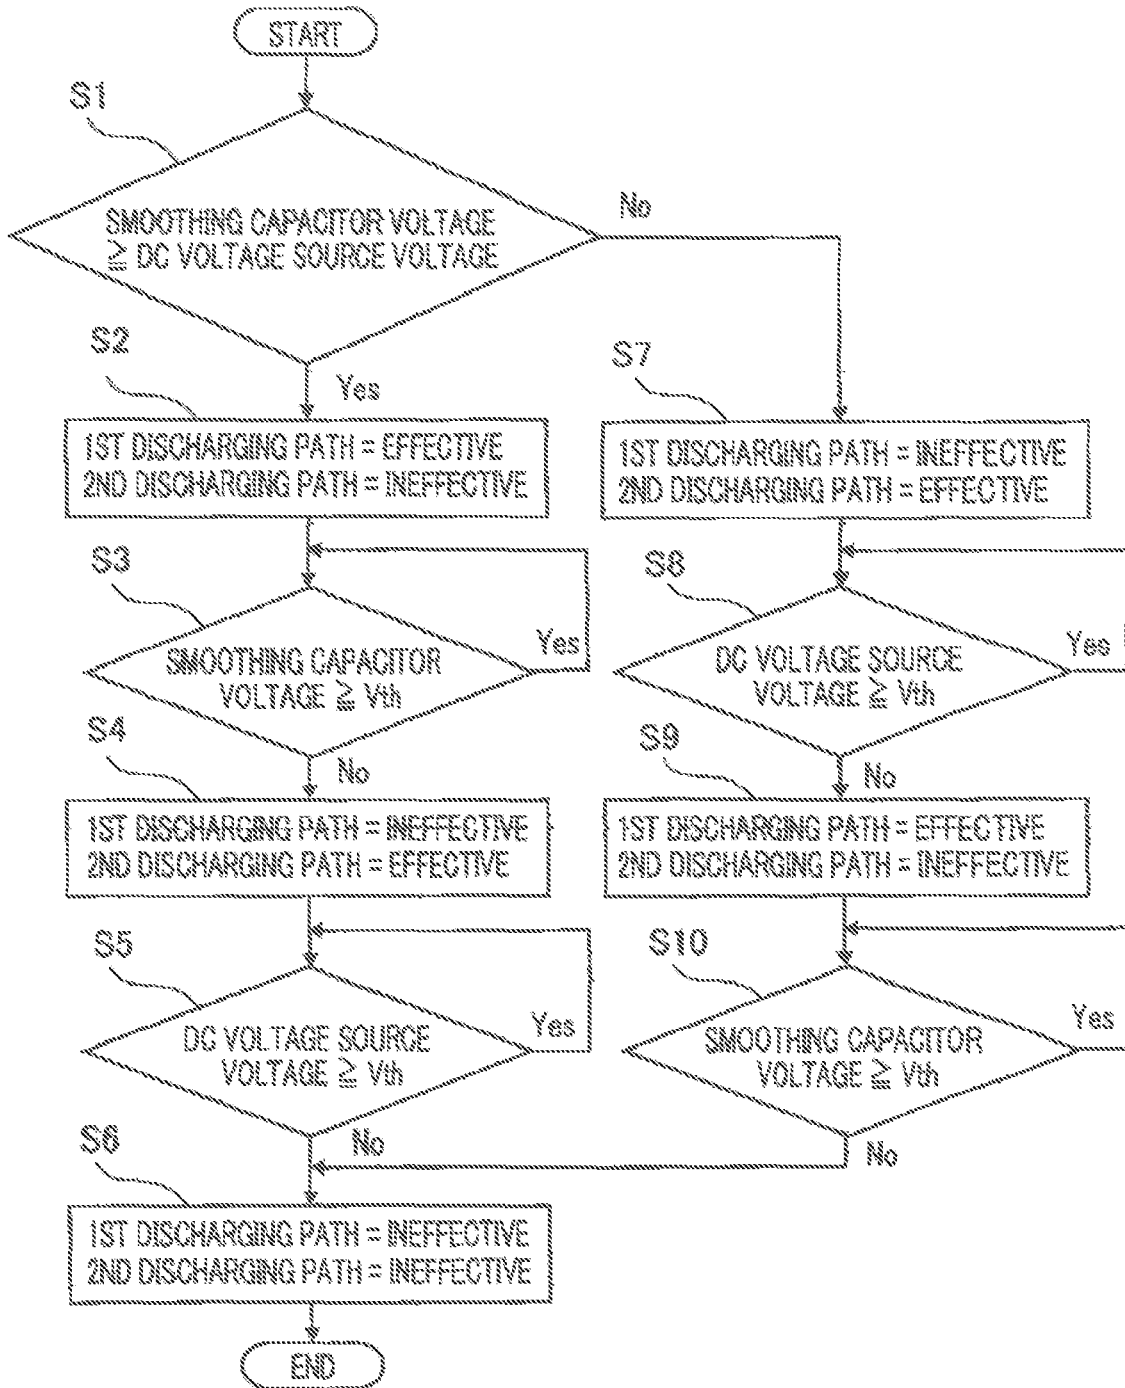 START
S1
SMOOTHING CAPACITOR VOLTAGE
≧ DC VOLTAGE SOURCE VOLTAGE
No
Yes
S2
1ST DISCHARGING PATH = EFFECTIVE
2ND DISCHARGING PATH = INEFFECTIVE
S7
1ST DISCHARGING PATH = INEFFECTIVE
2ND DISCHARGING PATH = EFFECTIVE
S3
SMOOTHING CAPACITOR
VOLTAGE ≧ Vth
Yes
No
S8
DC VOLTAGE SOURCE
VOLTAGE ≧ Vth
Yes
No
S4
1ST DISCHARGING PATH = INEFFECTIVE
2ND DISCHARGING PATH = EFFECTIVE
S9
1ST DISCHARGING PATH = EFFECTIVE
2ND DISCHARGING PATH = INEFFECTIVE
S5
DC VOLTAGE SOURCE
VOLTAGE ≧ Vth
Yes
No
S10
SMOOTHING CAPACITOR
VOLTAGE ≧ Vth
Yes
No
S6
1ST DISCHARGING PATH = INEFFECTIVE
2ND DISCHARGING PATH = INEFFECTIVE
END